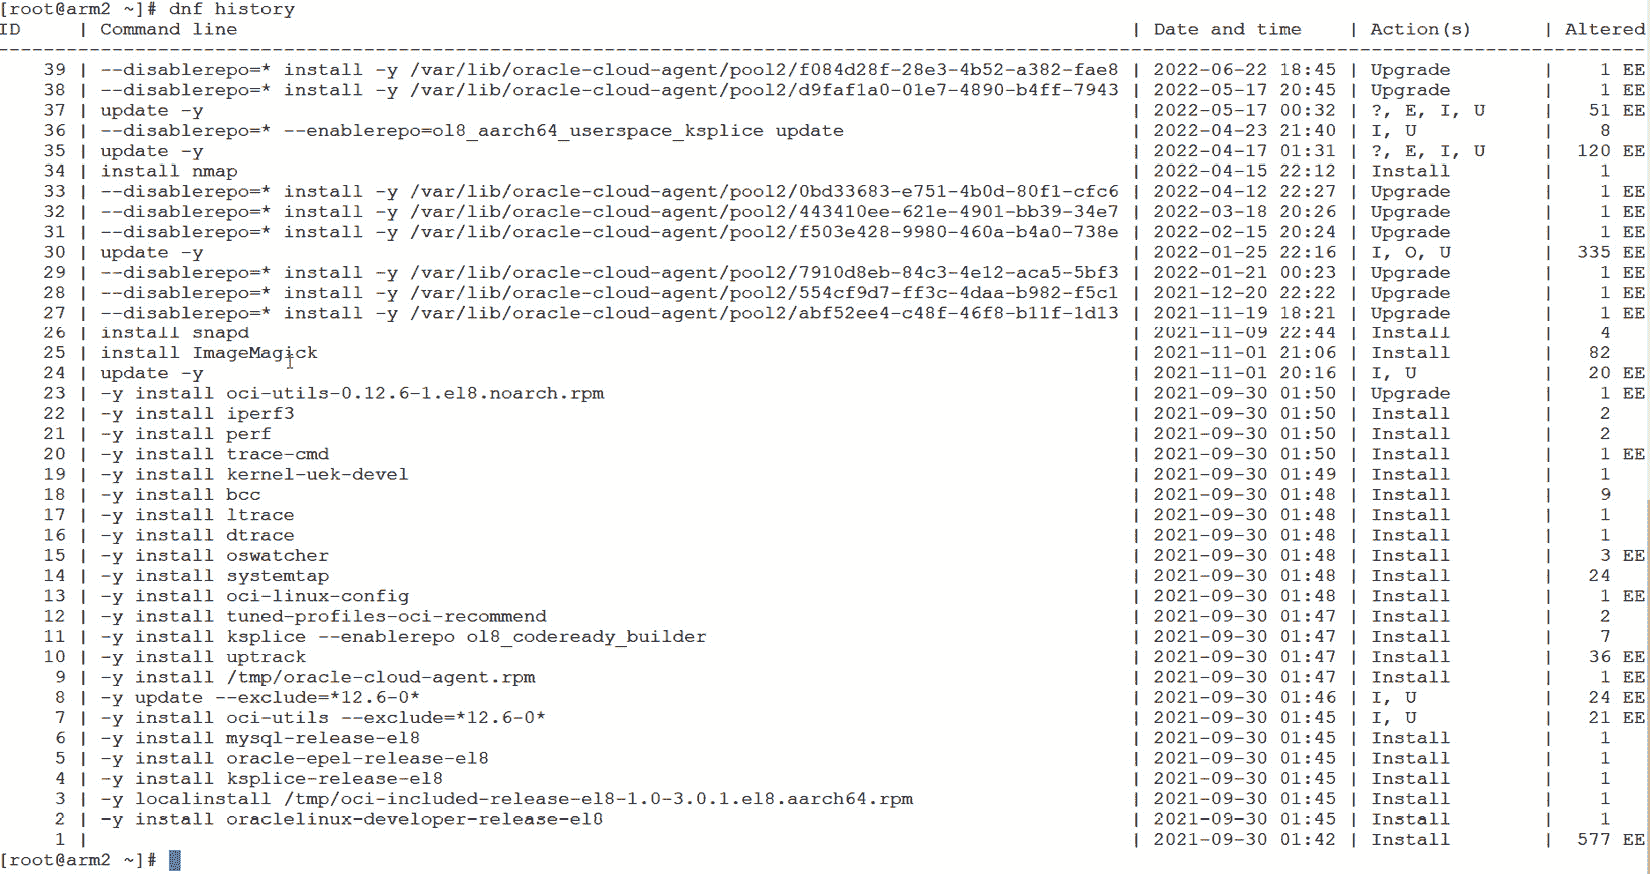 [root@arm2 ~]# dnf history
ID | Command line | Date and time | Action(s) | Altered
--------------------------------------------------------------------------------
39 | --disablerepo=* install -y /var/lib/oracle-cloud-agent/pool2/f084d28f-28e3-4b52-a382-fae8 | 2022-06-22 18:45 | Upgrade | 1 EE
38 | --disablerepo=* install -y /var/lib/oracle-cloud-agent/pool2/d9faf1a0-01e7-4890-b4ff-7943 | 2022-05-17 20:45 | Upgrade | 1 EE
37 | update -y | 2022-05-17 00:32 | ?, E, I, U | 51 EE
36 | --disablerepo=* --enablerepo=ol8_aarch64_userspace_ksplice update | 2022-04-23 21:40 | I, U | 8
35 | update -y | 2022-04-17 01:31 | ?, E, I, U | 120 EE
34 | install nmap | 2022-04-15 22:12 | Install | 1
33 | --disablerepo=* install -y /var/lib/oracle-cloud-agent/pool2/0bd33683-e751-4b0d-80f1-cfc6 | 2022-04-12 22:27 | Upgrade | 1 EE
32 | --disablerepo=* install -y /var/lib/oracle-cloud-agent/pool2/443410ee-621e-4901-bb39-34e7 | 2022-03-18 20:26 | Upgrade | 1 EE
31 | --disablerepo=* install -y /var/lib/oracle-cloud-agent/pool2/f503e428-9980-460a-b4a0-738e | 2022-02-15 20:24 | Upgrade | 1 EE
30 | update -y | 2022-01-25 22:16 | I, O, U | 335 EE
29 | --disablerepo=* install -y /var/lib/oracle-cloud-agent/pool2/7910d8eb-84c3-4e12-aca5-5bf3 | 2022-01-21 00:23 | Upgrade | 1 EE
28 | --disablerepo=* install -y /var/lib/oracle-cloud-agent/pool2/554cf9d7-ff3c-4daa-b982-f5c1 | 2021-12-20 22:22 | Upgrade | 1 EE
27 | --disablerepo=* install -y /var/lib/oracle-cloud-agent/pool2/abf52ee4-c48f-46f8-b11f-1d13 | 2021-11-19 18:21 | Upgrade | 1 EE
26 | install snapd | 2021-11-09 22:44 | Install | 4
25 | install ImageMagick | 2021-11-01 21:06 | Install | 82
24 | update -y | 2021-11-01 20:16 | I, U | 20 EE
23 | -y install oci-utils-0.12.6-1.el8.noarch.rpm | 2021-09-30 01:50 | Upgrade | 1 EE
22 | -y install iperf3 | 2021-09-30 01:50 | Install | 2
21 | -y install perf | 2021-09-30 01:50 | Install | 2
20 | -y install trace-cmd | 2021-09-30 01:50 | Install | 1 EE
19 | -y install kernel-uek-devel | 2021-09-30 01:49 | Install | 1
18 | -y install bcc | 2021-09-30 01:48 | Install | 9
17 | -y install ltrace | 2021-09-30 01:48 | Install | 1
16 | -y install dtrace | 2021-09-30 01:48 | Install | 1
15 | -y install oswatcher | 2021-09-30 01:48 | Install | 3 EE
14 | -y install systemtap | 2021-09-30 01:48 | Install | 24
13 | -y install oci-linux-config | 2021-09-30 01:48 | Install | 1 EE
12 | -y install tuned-profiles-oci-recommend | 2021-09-30 01:47 | Install | 2
11 | -y install ksplice --enablerepo ol8_codeready_builder | 2021-09-30 01:47 | Install | 7
10 | -y install uptrack | 2021-09-30 01:47 | Install | 36 EE
9 | -y install /tmp/oracle-cloud-agent.rpm | 2021-09-30 01:47 | Install | 1 EE
8 | -y update --exclude=*12.6-0* | 2021-09-30 01:46 | I, U | 24 EE
7 | -y install oci-utils --exclude=*12.6-0* | 2021-09-30 01:45 | I, U | 21 EE
6 | -y install mysql-release-el8 | 2021-09-30 01:45 | Install | 1
5 | -y install oracle-epel-release-el8 | 2021-09-30 01:45 | Install | 1
4 | -y install ksplice-release-el8 | 2021-09-30 01:45 | Install | 1
3 | -y localinstall /tmp/oci-included-release-el8-1.0-3.0.1.el8.aarch64.rpm | 2021-09-30 01:45 | Install | 1
2 | -y install oraclelinux-developer-release-el8 | 2021-09-30 01:45 | Install | 1
1 | | 2021-09-30 01:42 | Install | 577 EE
[root@arm2 ~]#